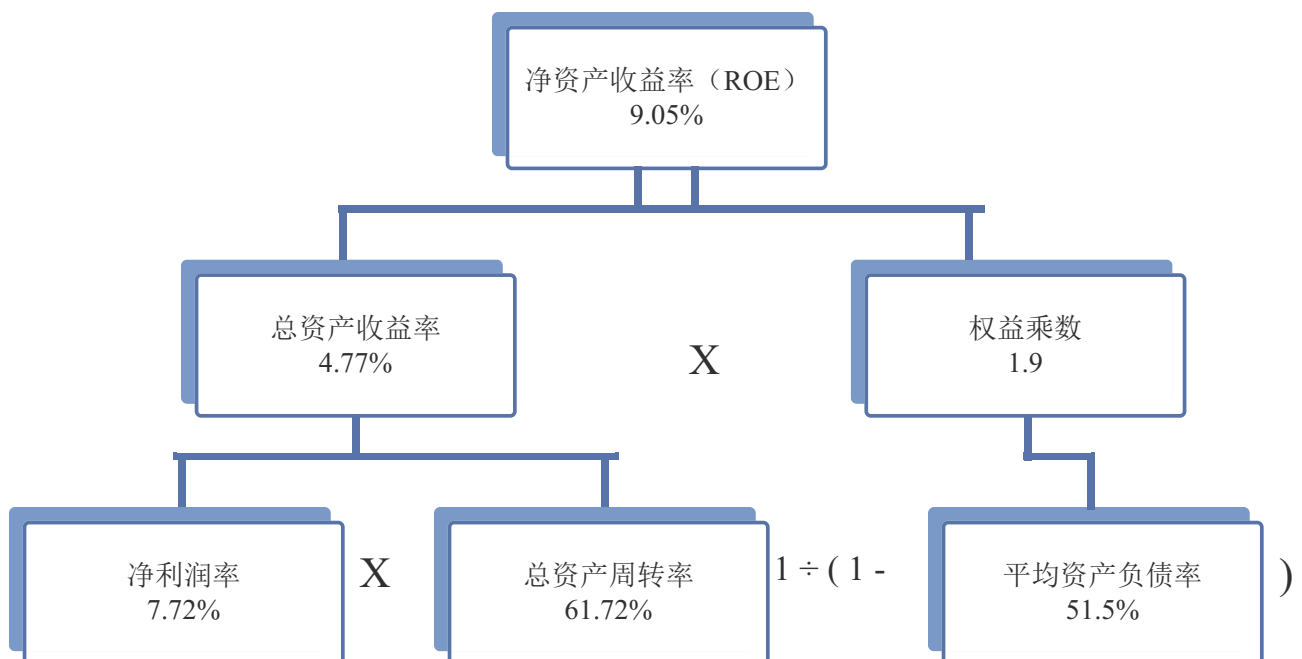 净资产收益率（ROE）
9.05%
总资产收益率
4.77%
X
权益乘数
1.9
净利润率
7.72%
X
总资产周转率
61.72%
1 ÷ ( 1 -
平均资产负债率
51.5%
)